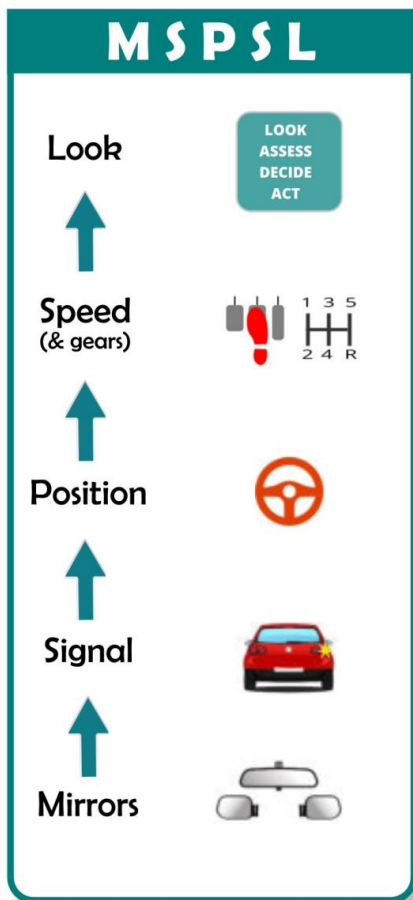 MSPSL
Look
LOOK
ASSESS
DECIDE
ACT
Speed
(& gears)
1 3 5
2 4 R
Position
Signal
Mirrors